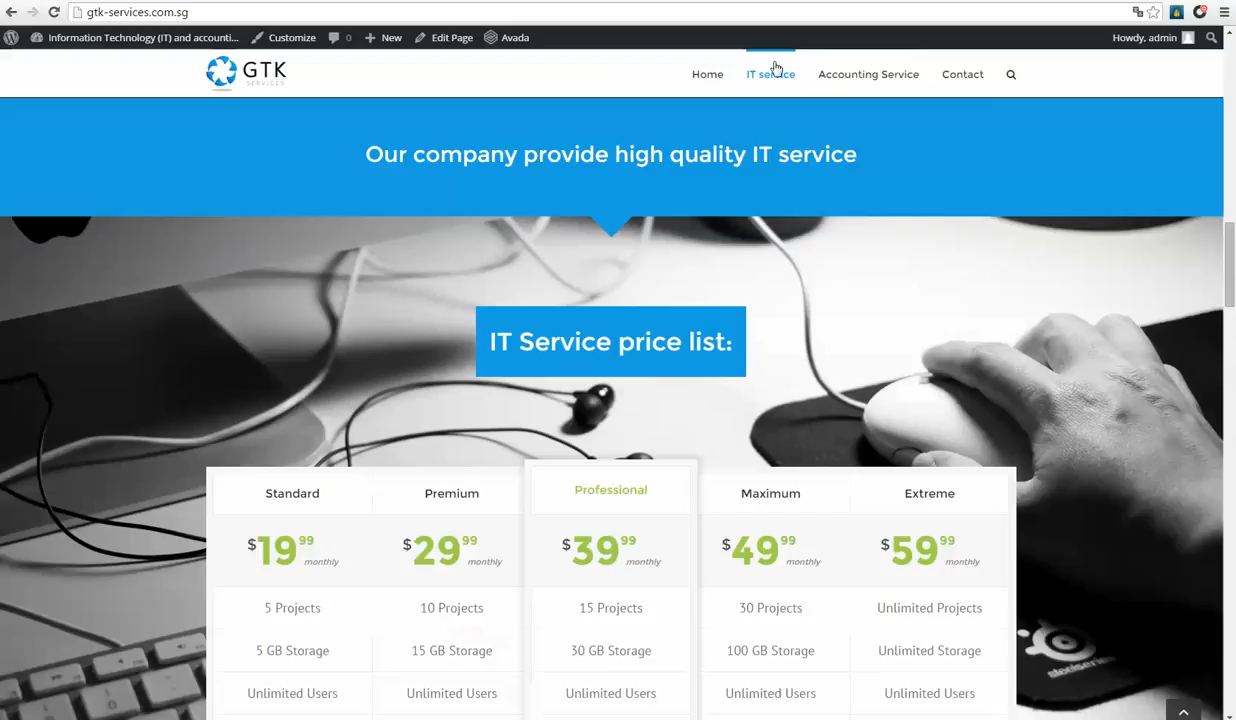 gtk-services.com.sg
Information Technology (IT) and accounti... Customize 0 New Edit Page Avada Howdy, admin
GTK
SERVICES
Home IT service Accounting Service Contact
Our company provide high quality IT service
IT Service price list:
Standard Premium Professional Maximum Extreme
$19.99 monthly $29.99 monthly $39.99 monthly $49.99 monthly $59.99 monthly
5 Projects 10 Projects 15 Projects 30 Projects Unlimited Projects
5 GB Storage 15 GB Storage 30 GB Storage 100 GB Storage Unlimited Storage
Unlimited Users Unlimited Users Unlimited Users Unlimited Users Unlimited Users
steelseries